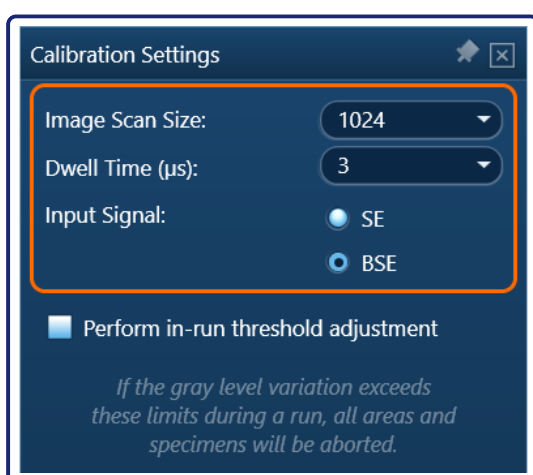 Calibration Settings
Image Scan Size: 1024
Dwell Time (μs): 3
Input Signal: SE
BSE
Perform in-run threshold adjustment
If the gray level variation exceeds
these limits during a run, all areas and
specimens will be aborted.